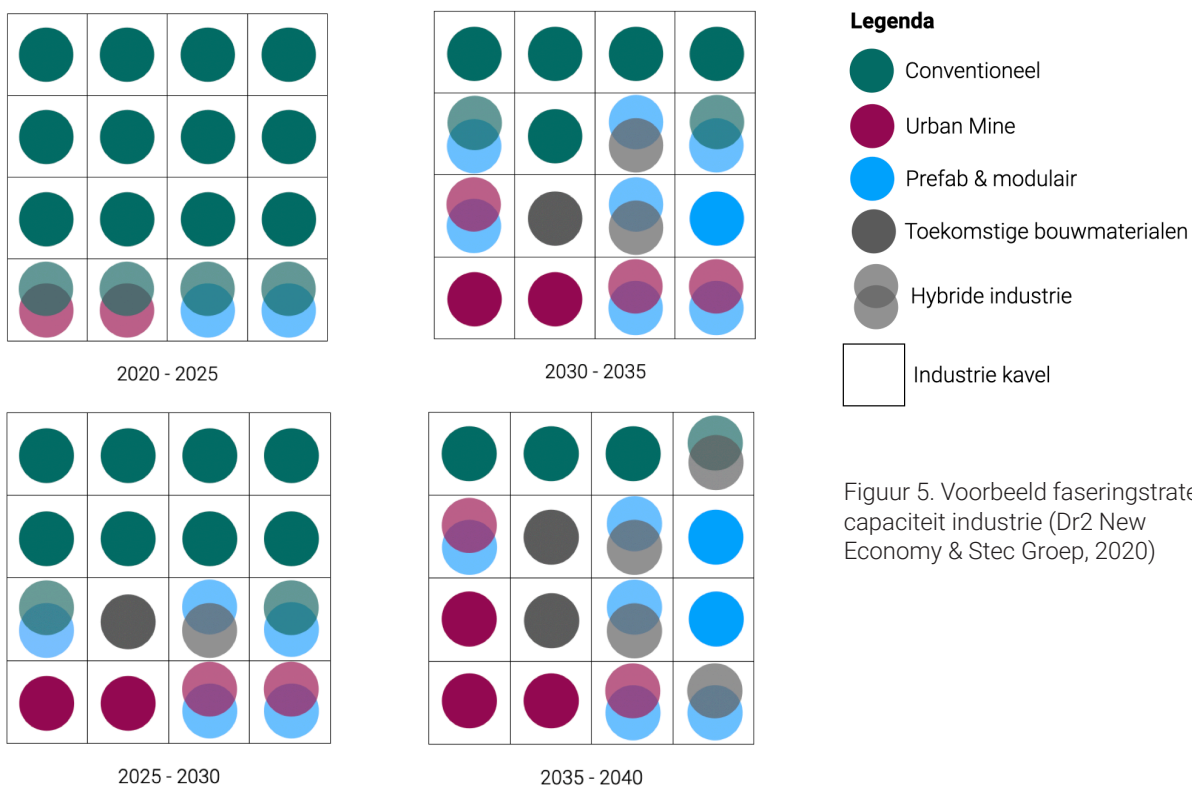 2020 - 2025
2030 - 2035
2025 - 2030
2035 - 2040
Legenda
Conventioneel
Urban Mine
Prefab & modulair
Toekomstige bouwmaterialen
Hybride industrie
Industrie kavel
Figuur 5. Voorbeeld
capaciteit industrie (Dr2 New
Economy & Stec Groep, 2020)